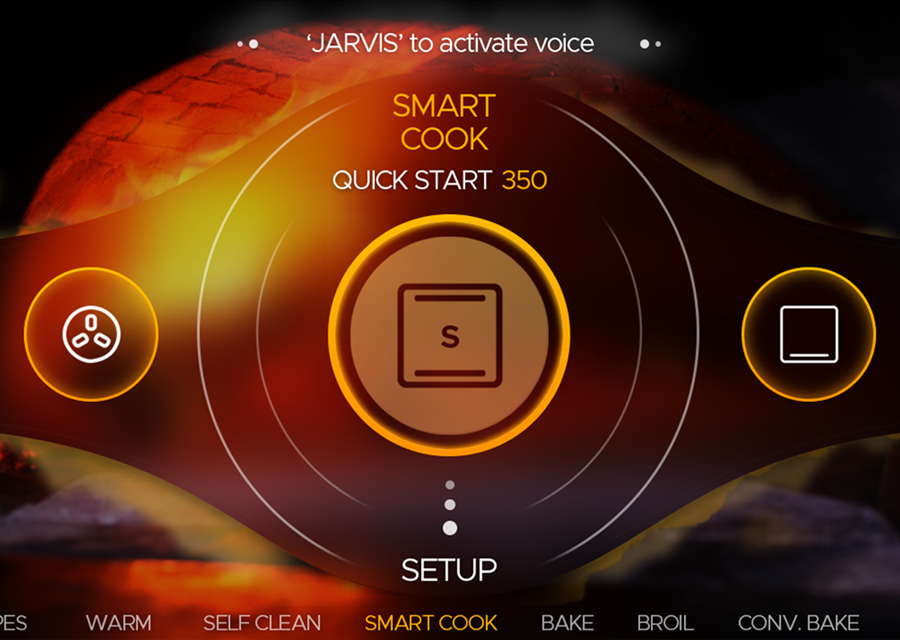 ‘JARVIS’ to activate voice
SMART
COOK
QUICK START 350
S
SETUP
PES WARM SELF CLEAN SMART COOK BAKE BROIL CONV. BAKE